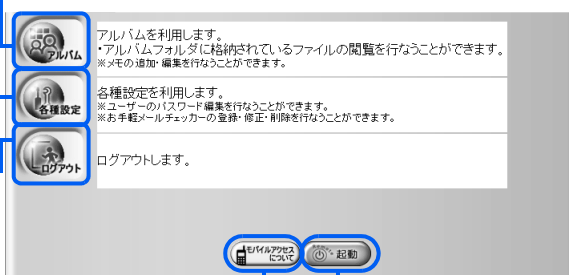 アルバム
アルバムを利用します。
・アルバムフォルダに格納されているファイルの閲覧を行なうことができます。
※メモの追加・編集を行なうことができます。
各種設定
各種設定を利用します。
※ユーザーのパスワード編集を行なうことができます。
※お手軽メールチェッカーの登録・修正・削除を行なうことができます。
ログアウト
ログアウトします。
モバイルアクセス
について
起動